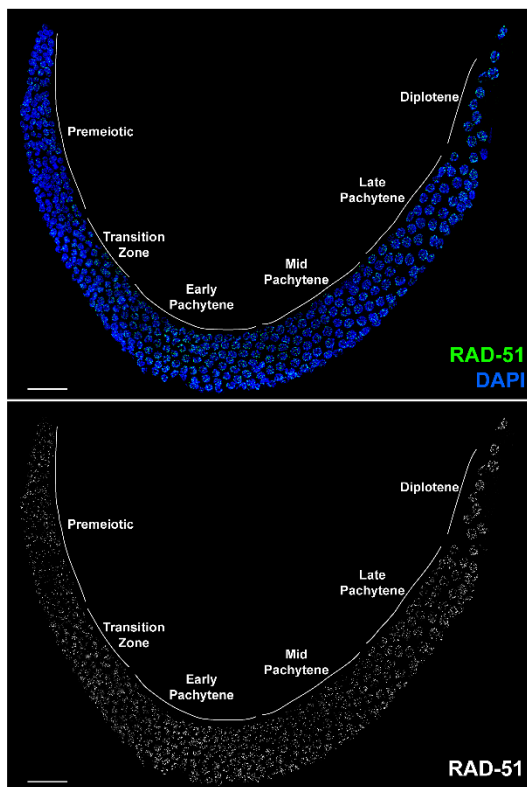 Diplotene
Premeiotic
Late
Pachytene
Transition
Zone
Mid
Pachytene
Early
Pachytene
RAD-51
DAPI
Diplotene
Premeiotic
Late
Pachytene
Transition
Zone
Mid
Pachytene
Early
Pachytene
RAD-51